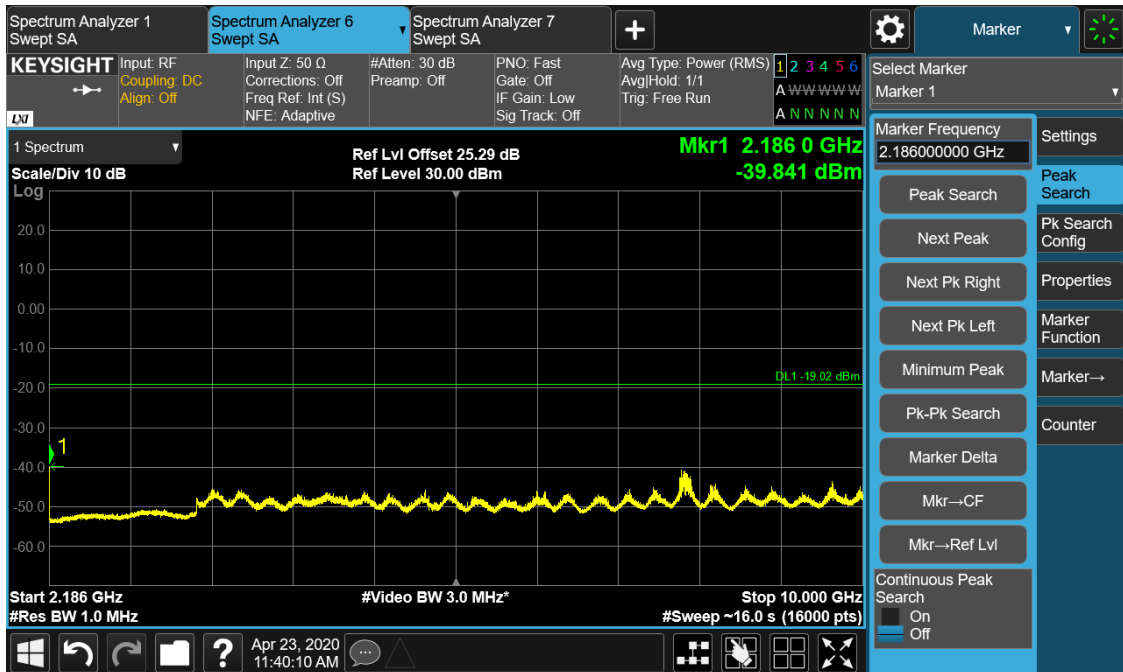 Spectrum Analyzer 1
Swept SA
Spectrum Analyzer 6
Swept SA
Spectrum Analyzer 7
Swept SA
Marker
KEYSIGHT
LXI
Input: RF
Coupling: DC
Align: Off
Input Z: 50 Ω
Corrections: Off
Freq Ref: Int (S)
NFE: Adaptive
#Atten: 30 dB
Preamp: Off
PNO: Fast
Gate: Off
IF Gain: Low
Sig Track: Off
Avg Type: Power (RMS)
Avg|Hold: 1/1
Trig: Free Run
1 2 3 4 5 6
A W W W W W
A N N N N N
Select Marker
Marker 1
1 Spectrum
Scale/Div 10 dB
Ref Lvl Offset 25.29 dB
Ref Level 30.00 dBm
Mkr1 2.186 0 GHz
-39.841 dBm
Log
20.0
10.0
0.00
-10.0
-20.0
-30.0
-40.0
-50.0
-60.0
DL1 -19.02 dBm
1
Start 2.186 GHz
#Res BW 1.0 MHz
#Video BW 3.0 MHz*
Stop 10.000 GHz
#Sweep ~16.0 s (16000 pts)
Marker Frequency
2.186000000 GHz
Peak Search
Next Peak
Next Pk Right
Next Pk Left
Minimum Peak
Pk-Pk Search
Marker Delta
Mkr→CF
Mkr→Ref Lvl
Continuous Peak
Search
On
Off
Settings
Peak
Search
Pk Search
Config
Properties
Marker
Function
Marker→
Counter
?
Apr 23, 2020
11:40:10 AM